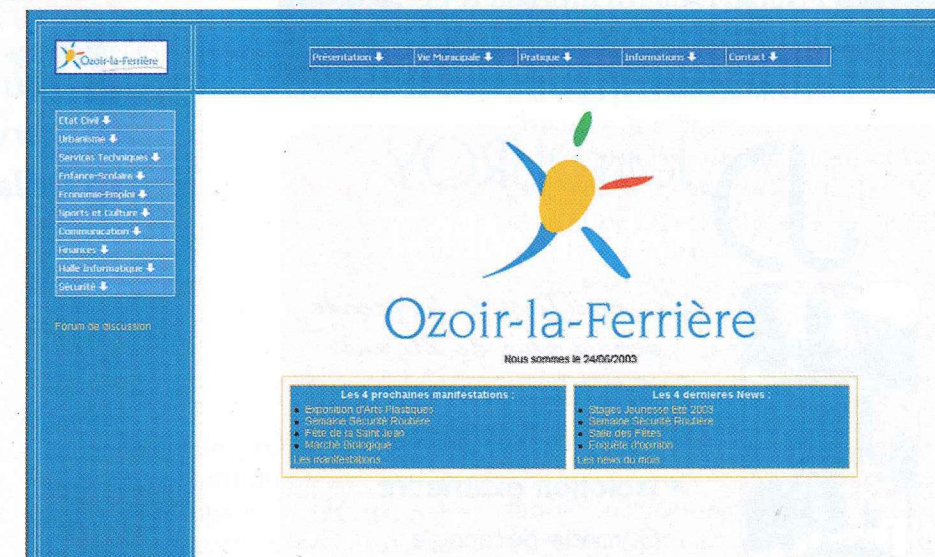 Ozoir-la-Ferrière
Présentation
Vie Municipale
Pratique
Informations
Contact
Etat Civil
Urbanisme
Services Techniques
Enfance-Scolaire
Economie-Emploi
Sports et Culture
Communication
Finances
Halle Informatique
Sécurité
Forum de discussion
Ozoir-la-Ferrière
Nous sommes le 24/06/2003
Les 4 prochaines manifestations :
Exposition d'Arts Plastiques
Semaine Sécurité Routière
Fête de la Saint Jean
Marché Biologique
Les manifestations
Les 4 dernières News :
Stages Jeunesse Eté 2003
Semaine Sécurité Routière
Salle des Fêtes
Enquête d'opinion
Les news du mois